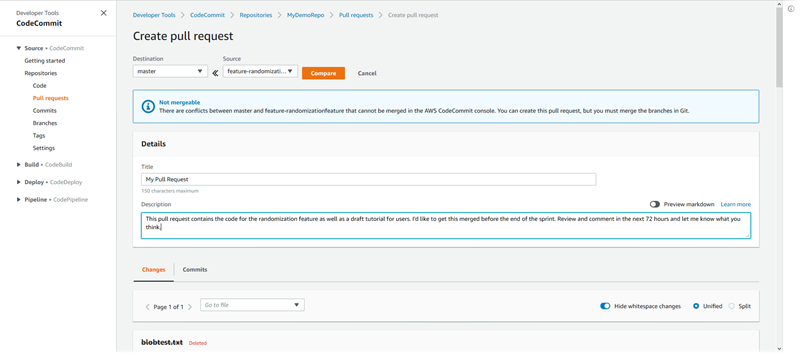 Developer Tools
CodeCommit
Source • CodeCommit
Getting started
Repositories
Code
Pull requests
Commits
Branches
Tags
Settings
Build • CodeBuild
Deploy • CodeDeploy
Pipeline • CodePipeline
Developer Tools > CodeCommit > Repositories > MyDemoRepo > Pull requests > Create pull request
Create pull request
Destination
master
Source
feature-randomizati...
Compare
Cancel
Not mergeable
There are conflicts between master and feature-randomizationfeature that cannot be merged in the AWS CodeCommit console. You can create this pull request, but you must merge the branches in Git.
Details
Title
My Pull Request
150 characters maximum
Description
Preview markdown
Learn more
This pull request contains the code for the randomization feature as well as a draft tutorial for users. I'd like to get this merged before the end of the sprint. Review and comment in the next 72 hours and let me know what you
think.
Changes
Commits
Page 1 of 1
Go to file
Hide whitespace changes
Unified
Split
blobtest.txt Deleted